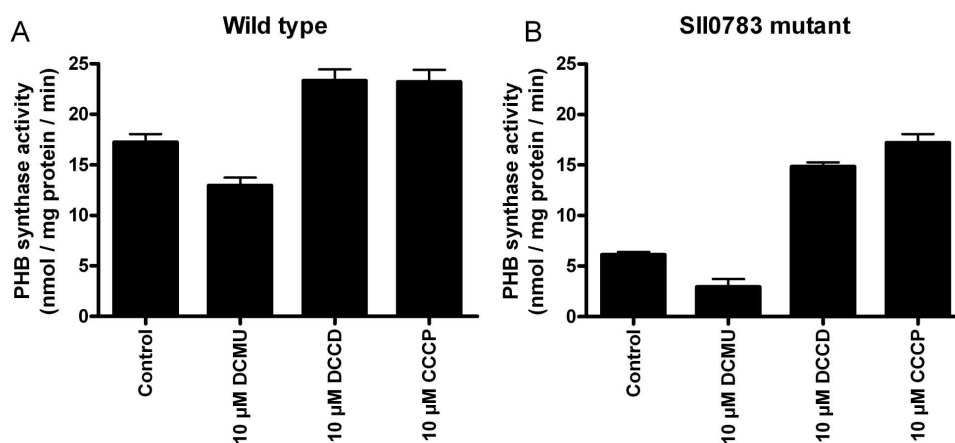 A
Wild type
PHB synthase activity
(nmol / mg protein / min)
25
20
15
10
5
0
Control
10 µM DCMU
10 µM DCCD
10 µM CCCP
B
Sll0783 mutant
PHB synthase activity
(nmol / mg protein / min)
25
20
15
10
5
0
Control
10 µM DCMU
10 µM DCCD
10 µM CCCP